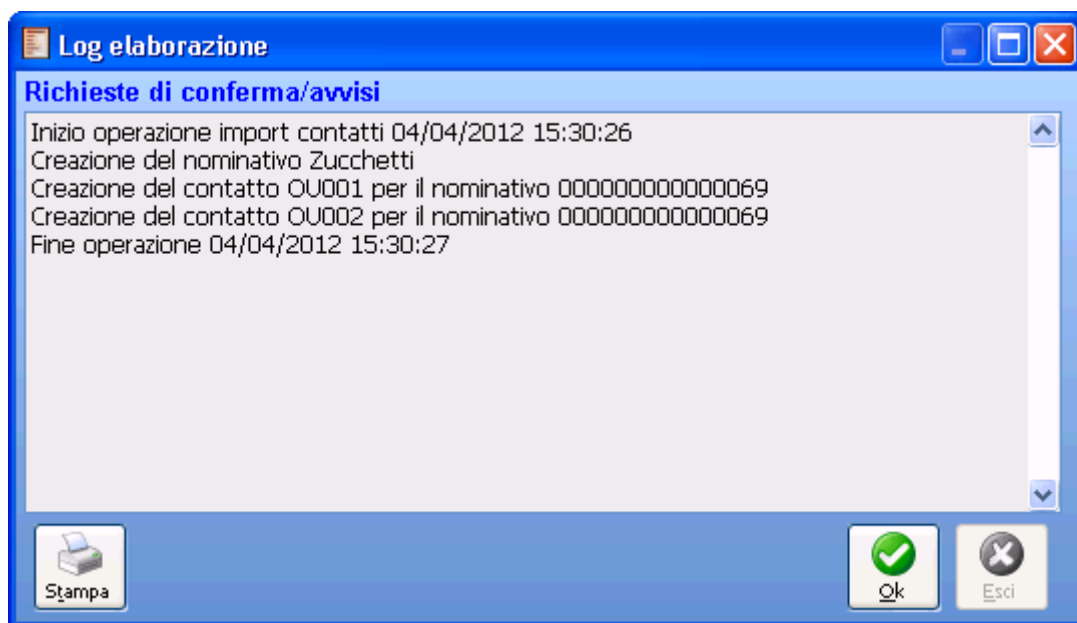 Log elaborazione
Richieste di conferma/avvisi
Inizio operazione import contatti 04/04/2012 15:30:26
Creazione del nominativo Zucchetti
Creazione del contatto OU001 per il nominativo 000000000000069
Creazione del contatto OU002 per il nominativo 000000000000069
Fine operazione 04/04/2012 15:30:27
Stampa
Ok
Esci